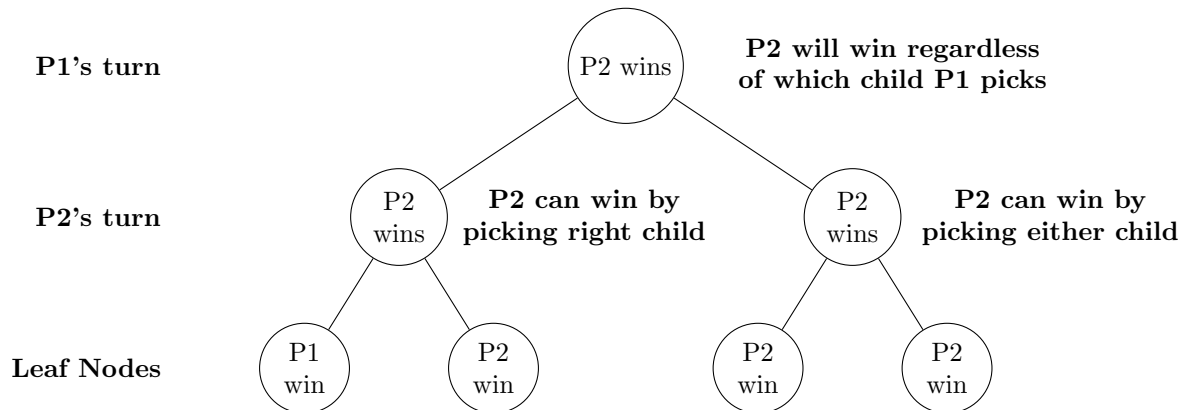 P1's turn
P2 wins
P2 will win regardless
of which child P1 picks
P2's turn
P2
wins
P2 can win by
picking right child
P2
wins
P2 can win by
picking either child
Leaf Nodes
P1
win
P2
win
P2
win
P2
win